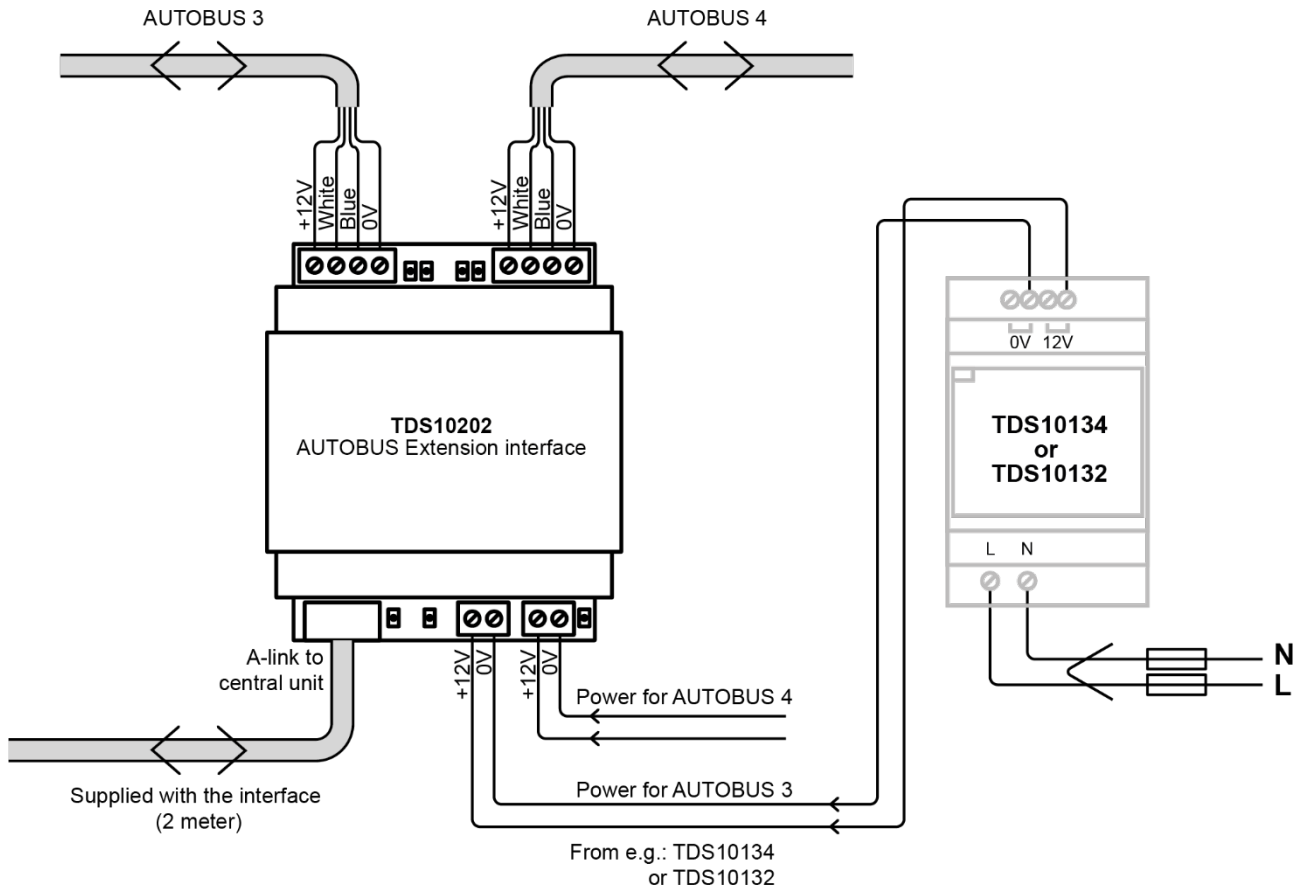 AUTOBUS 3
AUTOBUS 4
+12V
White
Blue
0V
+12V
White
Blue
0V
0V 12V
TDS10202
AUTOBUS Extension interface
TDS10134
or
TDS10132
L N
A-link to
central unit
+12V
0V
+12V
0V
N
L
Power for AUTOBUS 4
Power for AUTOBUS 3
Supplied with the interface
(2 meter)
From e.g.: TDS10134
or TDS10132